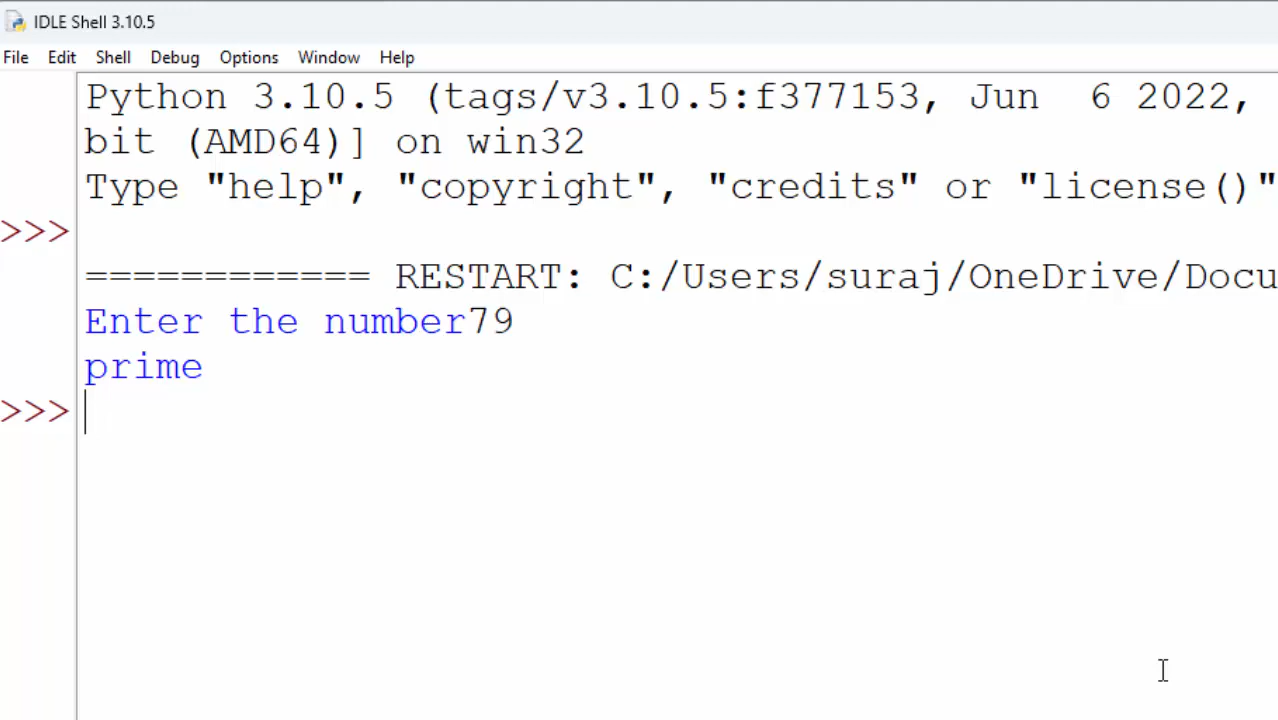 IDLE Shell 3.10.5
File Edit Shell Debug Options Window Help
Python 3.10.5 (tags/v3.10.5:f377153, Jun  6 2022,
bit (AMD64)] on win32
Type "help", "copyright", "credits" or "license()"
>>>
============ RESTART: C:/Users/suraj/OneDrive/Docu
Enter the number79
prime
>>>